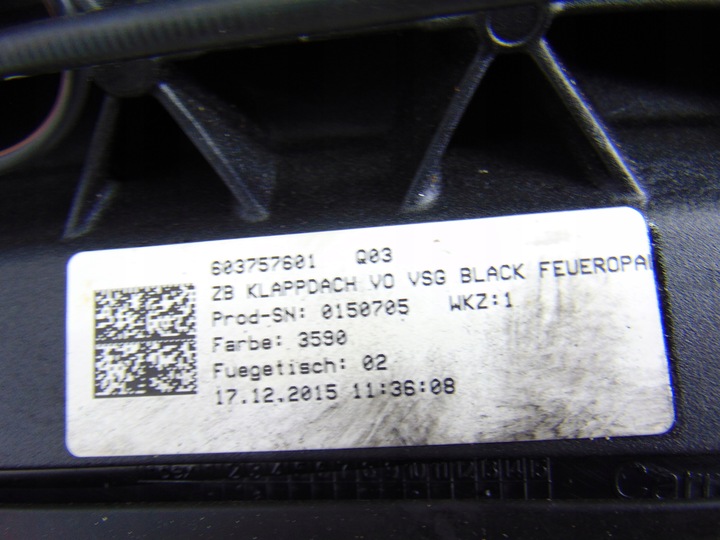 603757601 Q03
ZB KLAPPDACH VO VSG BLACK FEUEROPA
Prod-SN: 0150705 WKZ:1
Farbe: 3590
Fuegetisch: 02
17.12.2015 11:36:08